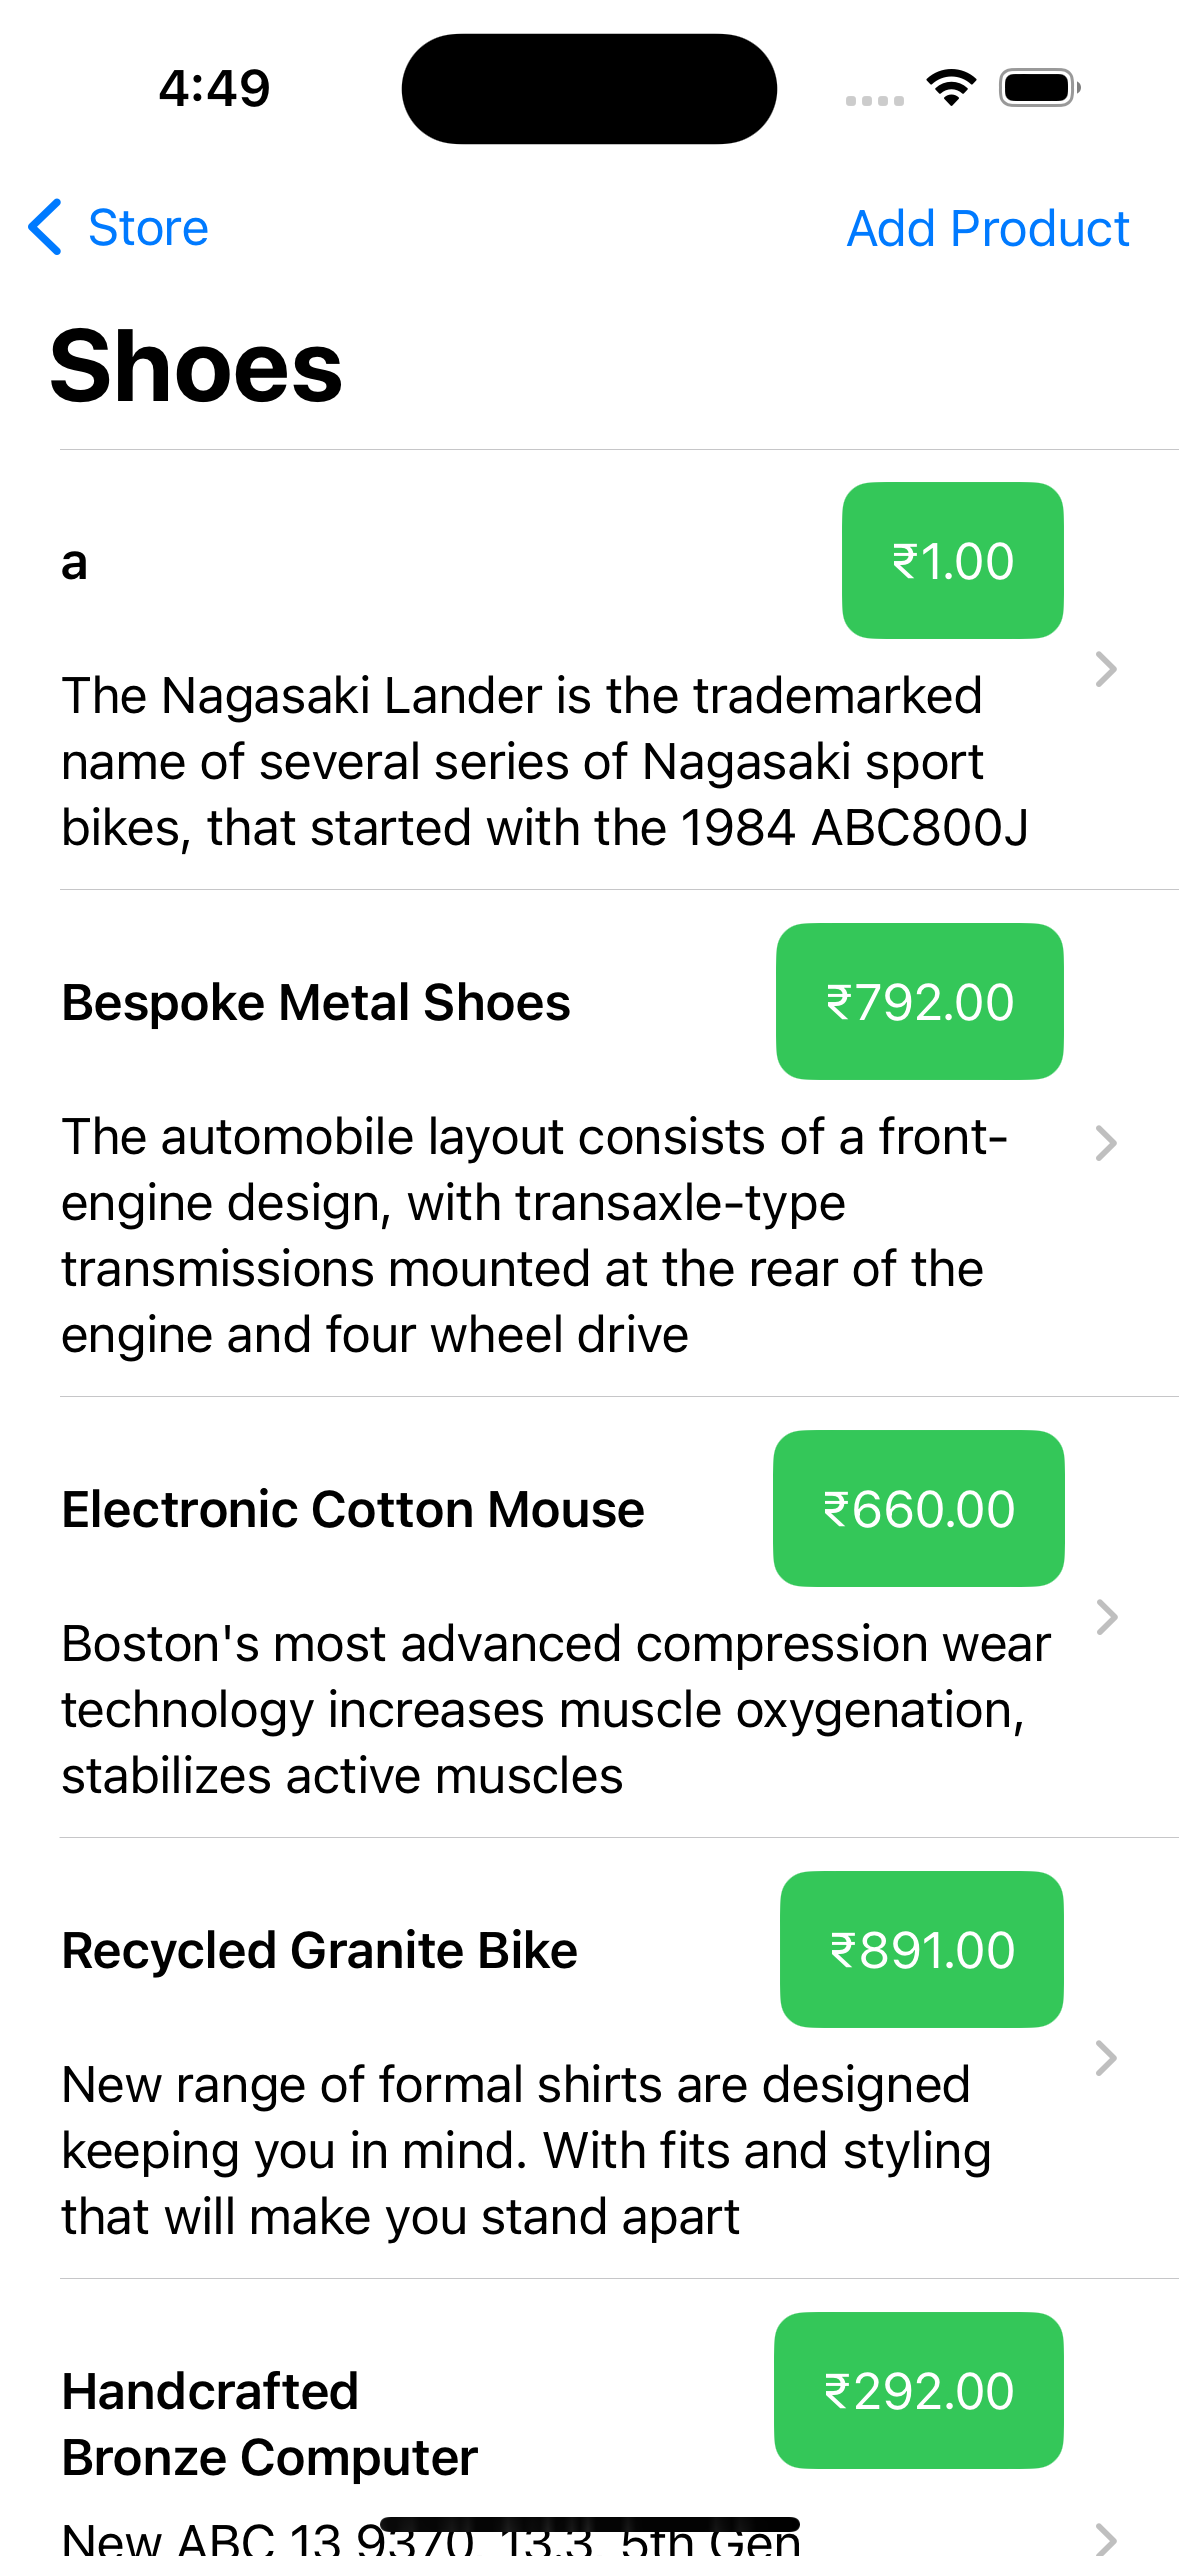 4:49
Store
Add Product
Shoes
a
₹1.00
The Nagasaki Lander is the trademarked
name of several series of Nagasaki sport
bikes, that started with the 1984 ABC800J
Bespoke Metal Shoes
₹792.00
The automobile layout consists of a front-
engine design, with transaxle-type
transmissions mounted at the rear of the
engine and four wheel drive
Electronic Cotton Mouse
₹660.00
Boston's most advanced compression wear
technology increases muscle oxygenation,
stabilizes active muscles
Recycled Granite Bike
₹891.00
New range of formal shirts are designed
keeping you in mind. With fits and styling
that will make you stand apart
Handcrafted
Bronze Computer
₹292.00
New ABC 13 9370, 13.3, 5th Gen